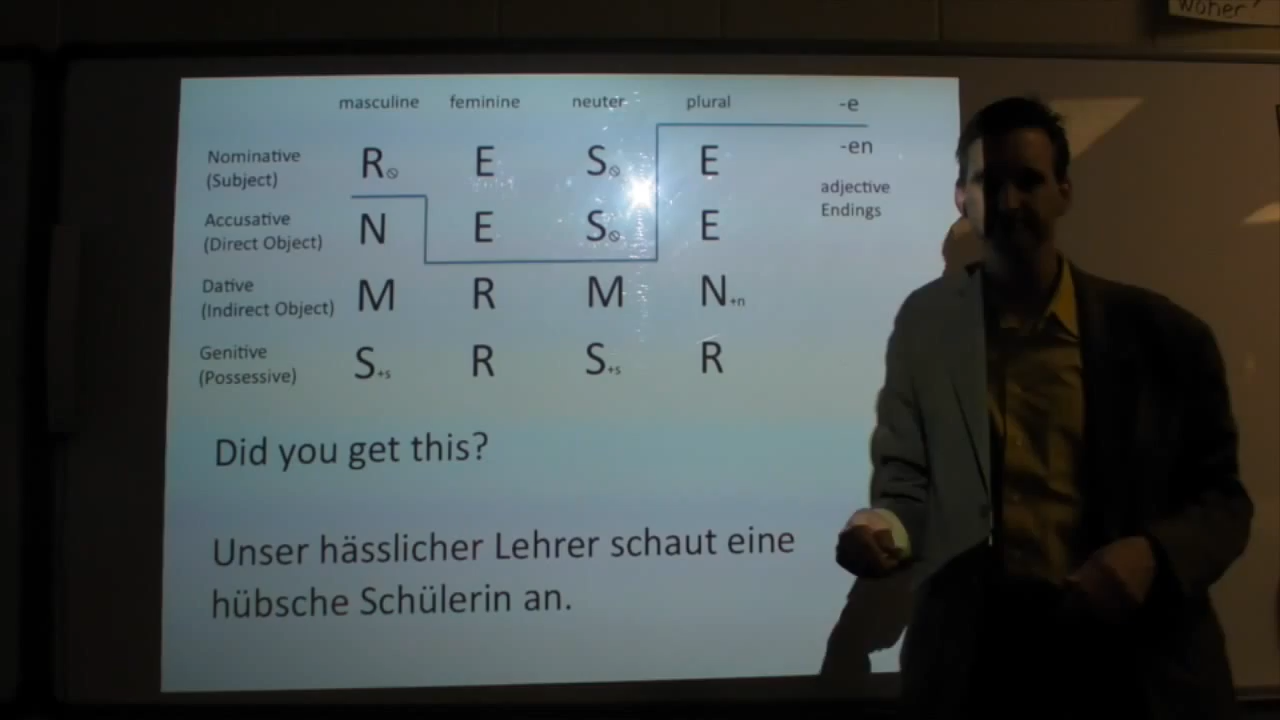 woher?
masculine feminine neuter plural -e
Nominative R⦸ E S⦸ E -en
(Subject)
adjective
Endings
Accusative N E S⦸ E
(Direct Object)
Dative M R M N+n
(Indirect Object)
Genitive S+s R S+s R
(Possessive)
Did you get this?
Unser hässlicher Lehrer schaut eine
hübsche Schülerin an.